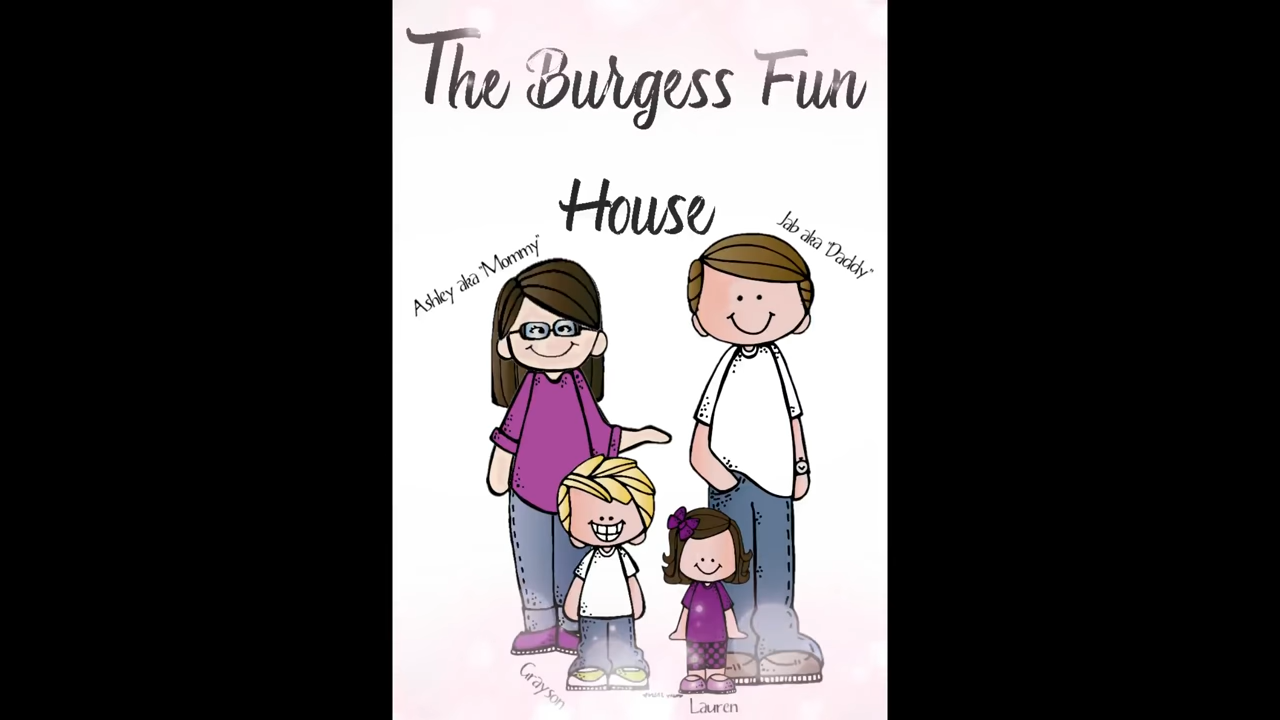 The Burgess Fun
House
Ashley aka "Mommy"
Jab aka "Daddy"
Grayson
Lauren